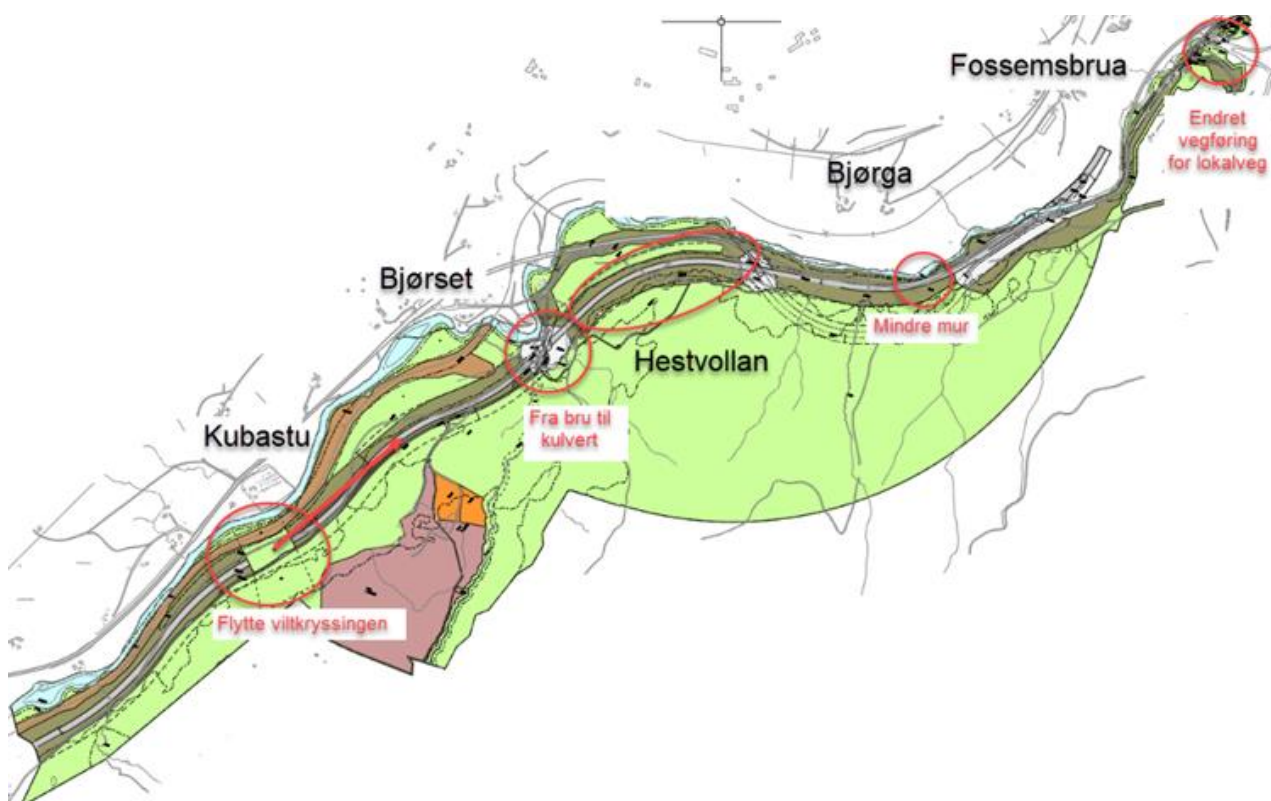 Fossemsbrua
Endret
vegføring
for lokalveg
Bjørga
Bjørset
Mindre mur
Hestvollan
Fra bru til
kulvert
Kubastu
Flytte viltkryssingen